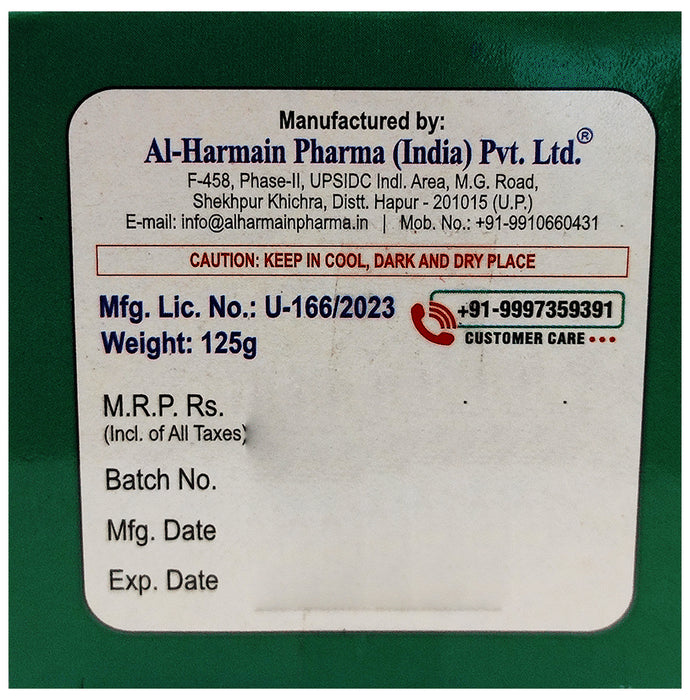 Manufactured by:
Al-Harmain Pharma (India) Pvt. Ltd.®
F-458, Phase-II, UPSIDC Indl. Area, M.G. Road,
Shekhpur Khichra, Distt. Hapur - 201015 (U.P.)
E-mail: info@alharmainpharma.in | Mob. No.: +91-9910660431
CAUTION: KEEP IN COOL, DARK AND DRY PLACE
Mfg. Lic. No.: U-166/2023
Weight: 125g
+91-9997359391
CUSTOMER CARE •••
M.R.P. Rs.
(Incl. of All Taxes)
Batch No.
Mfg. Date
Exp. Date